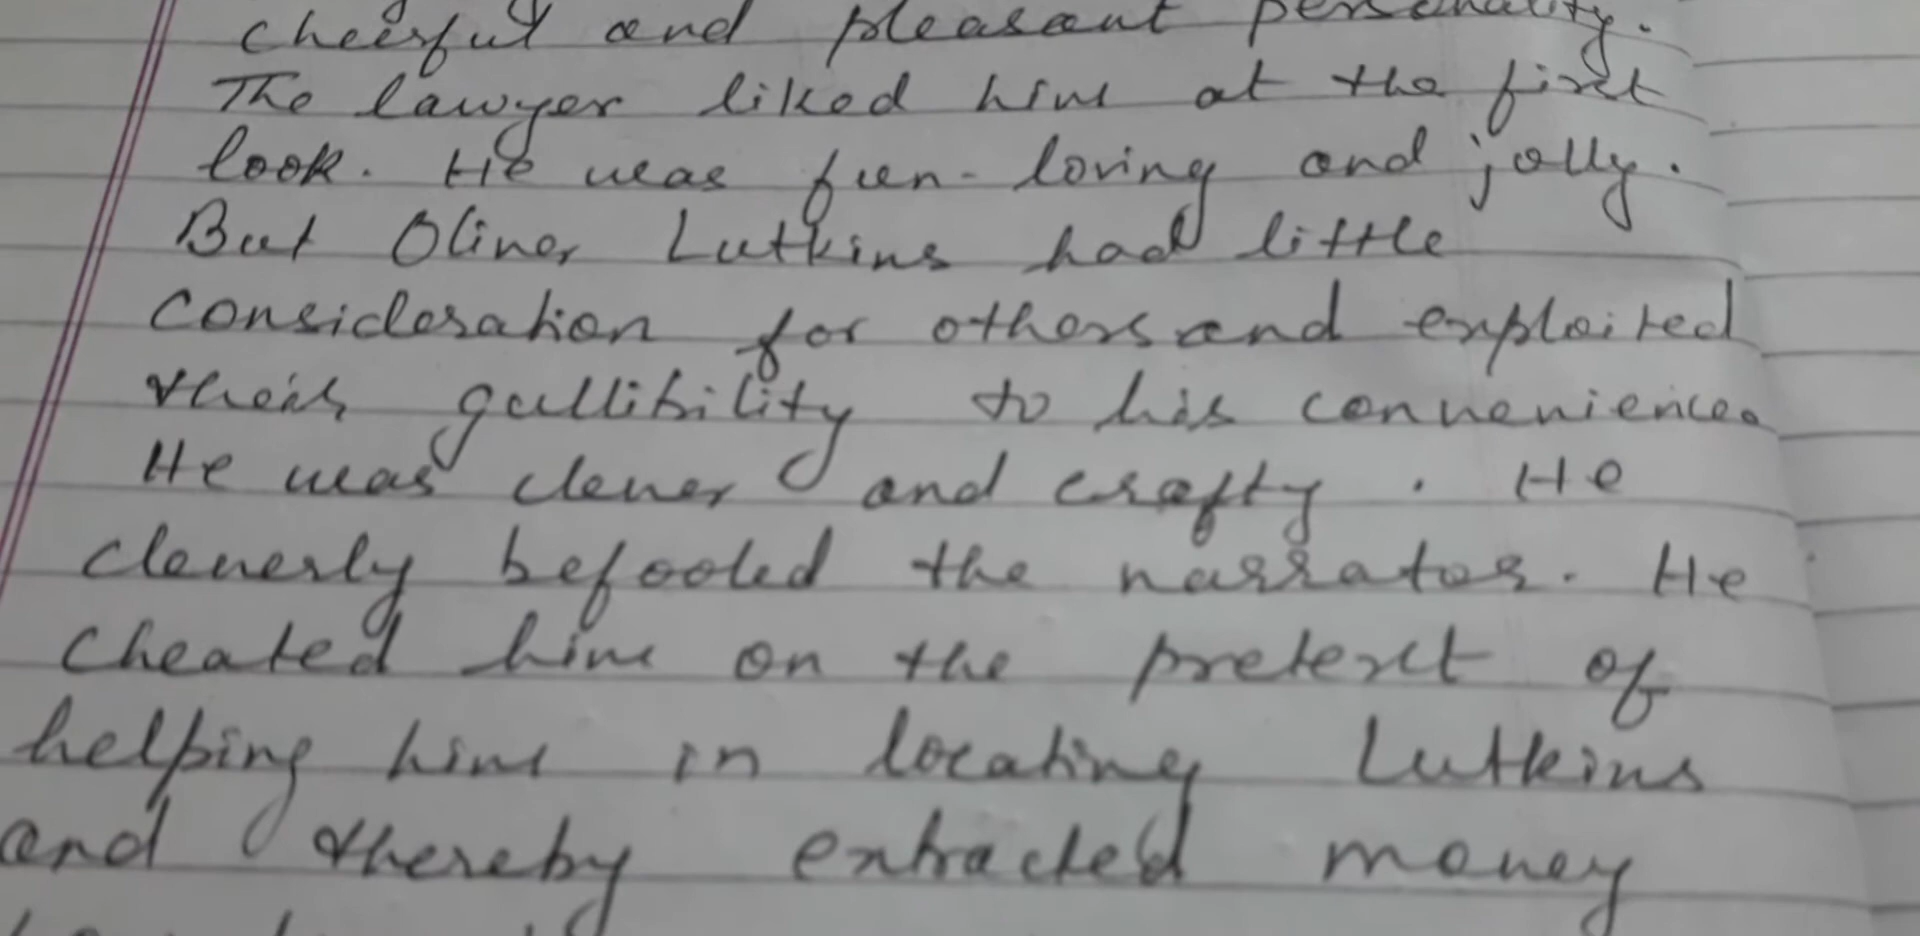 cheerful and pleasant personality.
The lawyer liked him at the first
look. He was fun-loving and jolly.
But Oliver Lutkins had little
consideration for others and exploited
their gullibility to his convenience.
He was clever and crafty. He
cleverly befooled the narrator. He
cheated him on the pretext of
helping him in locating Lutkins
and thereby extracted money